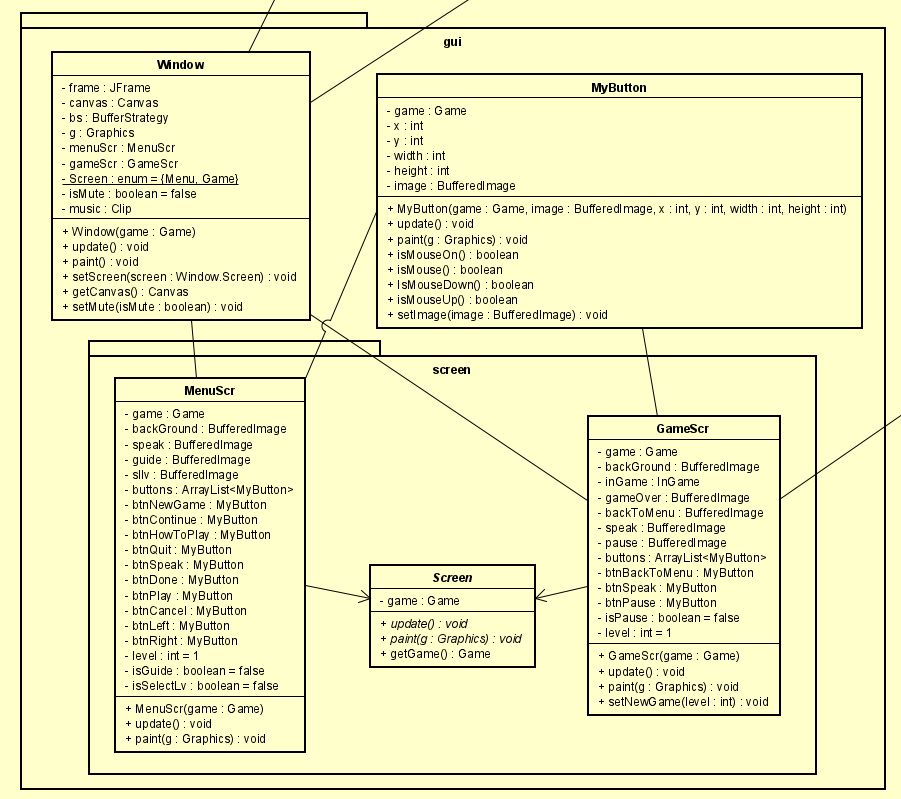 gui
Window
- frame : JFrame
- canvas : Canvas
- bs : BufferStrategy
- g : Graphics
- menuScr : MenuScr
- gameScr : GameScr
- Screen : enum = {Menu, Game}
- isMute : boolean = false
- music : Clip
+ Window(game : Game)
+ update() : void
+ paint() : void
+ setScreen(screen : Window.Screen) : void
+ getCanvas() : Canvas
+ setMute(isMute : boolean) : void
MyButton
- game : Game
- x : int
- y : int
- width : int
- height : int
- image : BufferedImage
+ MyButton(game : Game, image : BufferedImage, x : int, y : int, width : int, height : int)
+ update() : void
+ paint(g : Graphics) : void
+ isMouseOn() : boolean
+ isMouse() : boolean
+ IsMouseDown() : boolean
+ isMouseUp() : boolean
+ setImage(image : BufferedImage) : void
screen
MenuScr
- game : Game
- backGround : BufferedImage
- speak : BufferedImage
- guide : BufferedImage
- sllv : BufferedImage
- buttons : ArrayList<MyButton>
- btnNewGame : MyButton
- btnContinue : MyButton
- btnHowToPlay : MyButton
- btnQuit : MyButton
- btnSpeak : MyButton
- btnDone : MyButton
- btnPlay : MyButton
- btnCancel : MyButton
- btnLeft : MyButton
- btnRight : MyButton
- level : int = 1
- isGuide : boolean = false
- isSelectLv : boolean = false
+ MenuScr(game : Game)
+ update() : void
+ paint(g : Graphics) : void
Screen
- game : Game
+ update() : void
+ paint(g : Graphics) : void
+ getGame() : Game
GameScr
- game : Game
- backGround : BufferedImage
- inGame : InGame
- gameOver : BufferedImage
- backToMenu : BufferedImage
- speak : BufferedImage
- pause : BufferedImage
- buttons : ArrayList<MyButton>
- btnBackToMenu : MyButton
- btnSpeak : MyButton
- btnPause : MyButton
- isPause : boolean = false
- level : int = 1
+ GameScr(game : Game)
+ update() : void
+ paint(g : Graphics) : void
+ setNewGame(level : int) : void